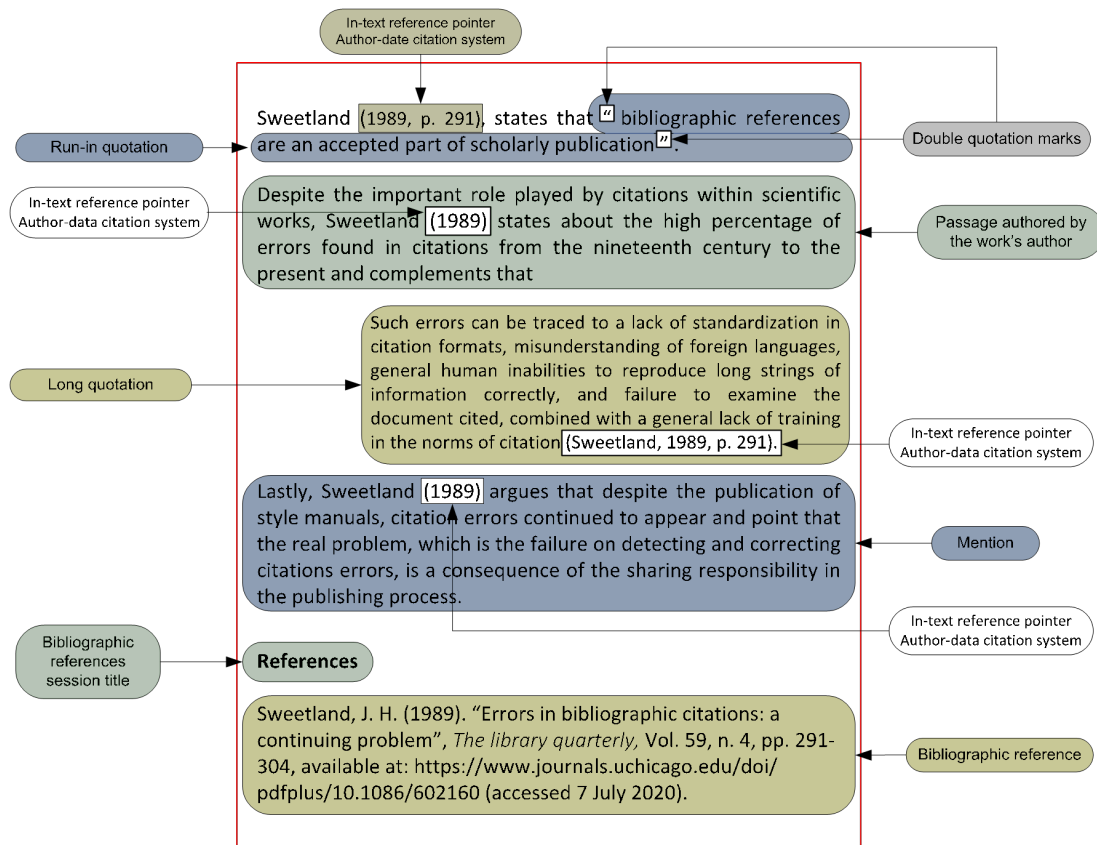 In-text reference pointer
Author-date citation system
Sweetland (1989, p. 291), states that “ bibliographic references
are an accepted part of scholarly publication ”.
Double quotation marks
Run-in quotation
In-text reference pointer
Author-data citation system
Despite the important role played by citations within scientific
works, Sweetland (1989) states about the high percentage of
errors found in citations from the nineteenth century to the
present and complements that
Passage authored by
the work’s author
Long quotation
Such errors can be traced to a lack of standardization in
citation formats, misunderstanding of foreign languages,
general human inabilities to reproduce long strings of
information correctly, and failure to examine the
document cited, combined with a general lack of training
in the norms of citation (Sweetland, 1989, p. 291).
In-text reference pointer
Author-data citation system
Lastly, Sweetland (1989) argues that despite the publication of
style manuals, citation errors continued to appear and point that
the real problem, which is the failure on detecting and correcting
citations errors, is a consequence of the sharing responsibility in
the publishing process.
Mention
In-text reference pointer
Author-data citation system
Bibliographic
references
session title
References
Sweetland, J. H. (1989). “Errors in bibliographic citations: a
continuing problem”, The library quarterly, Vol. 59, n. 4, pp. 291-
304, available at: https://www.journals.uchicago.edu/doi/
pdfplus/10.1086/602160 (accessed 7 July 2020).
Bibliographic reference